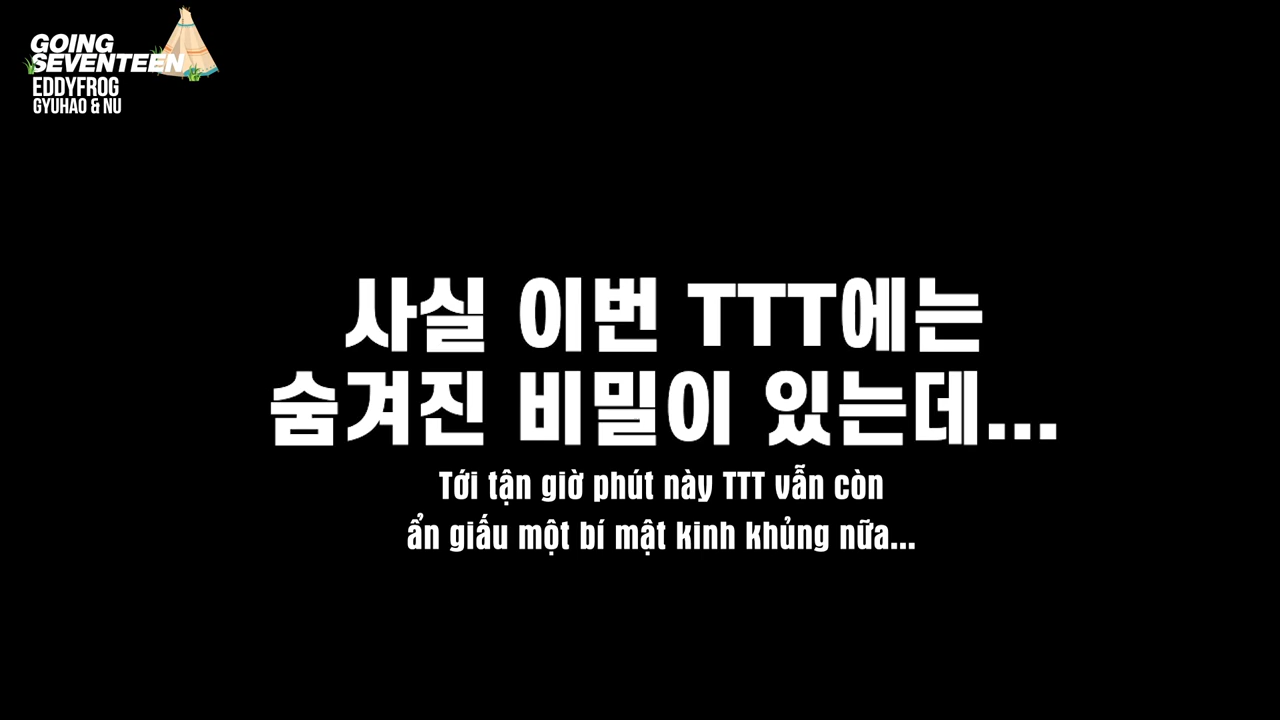 GOING
SEVENTEEN
EDDYFROG
GYUHAO & NU
사실 이번 TTT에는
숨겨진 비밀이 있는데...
Tới tận giờ phút này TTT vẫn còn
ẩn giấu một bí mật kinh khủng nữa...